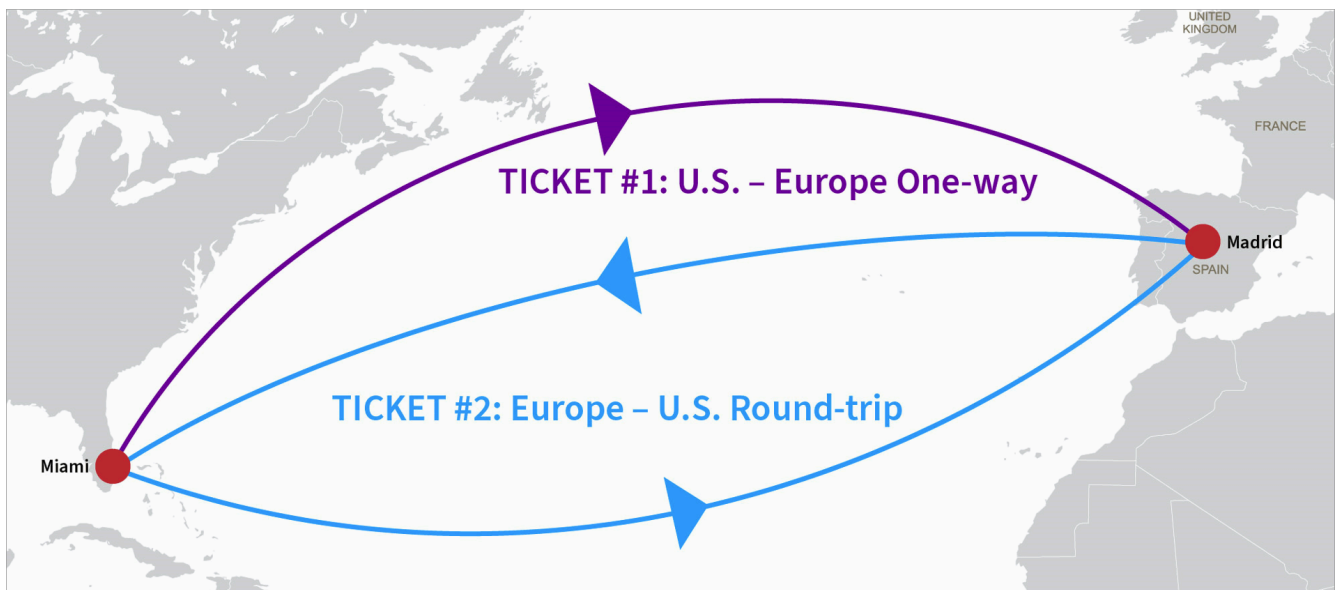 UNITED
KINGDOM
FRANCE
TICKET #1: U.S. – Europe One-way
Madrid
SPAIN
TICKET #2: Europe – U.S. Round-trip
Miami